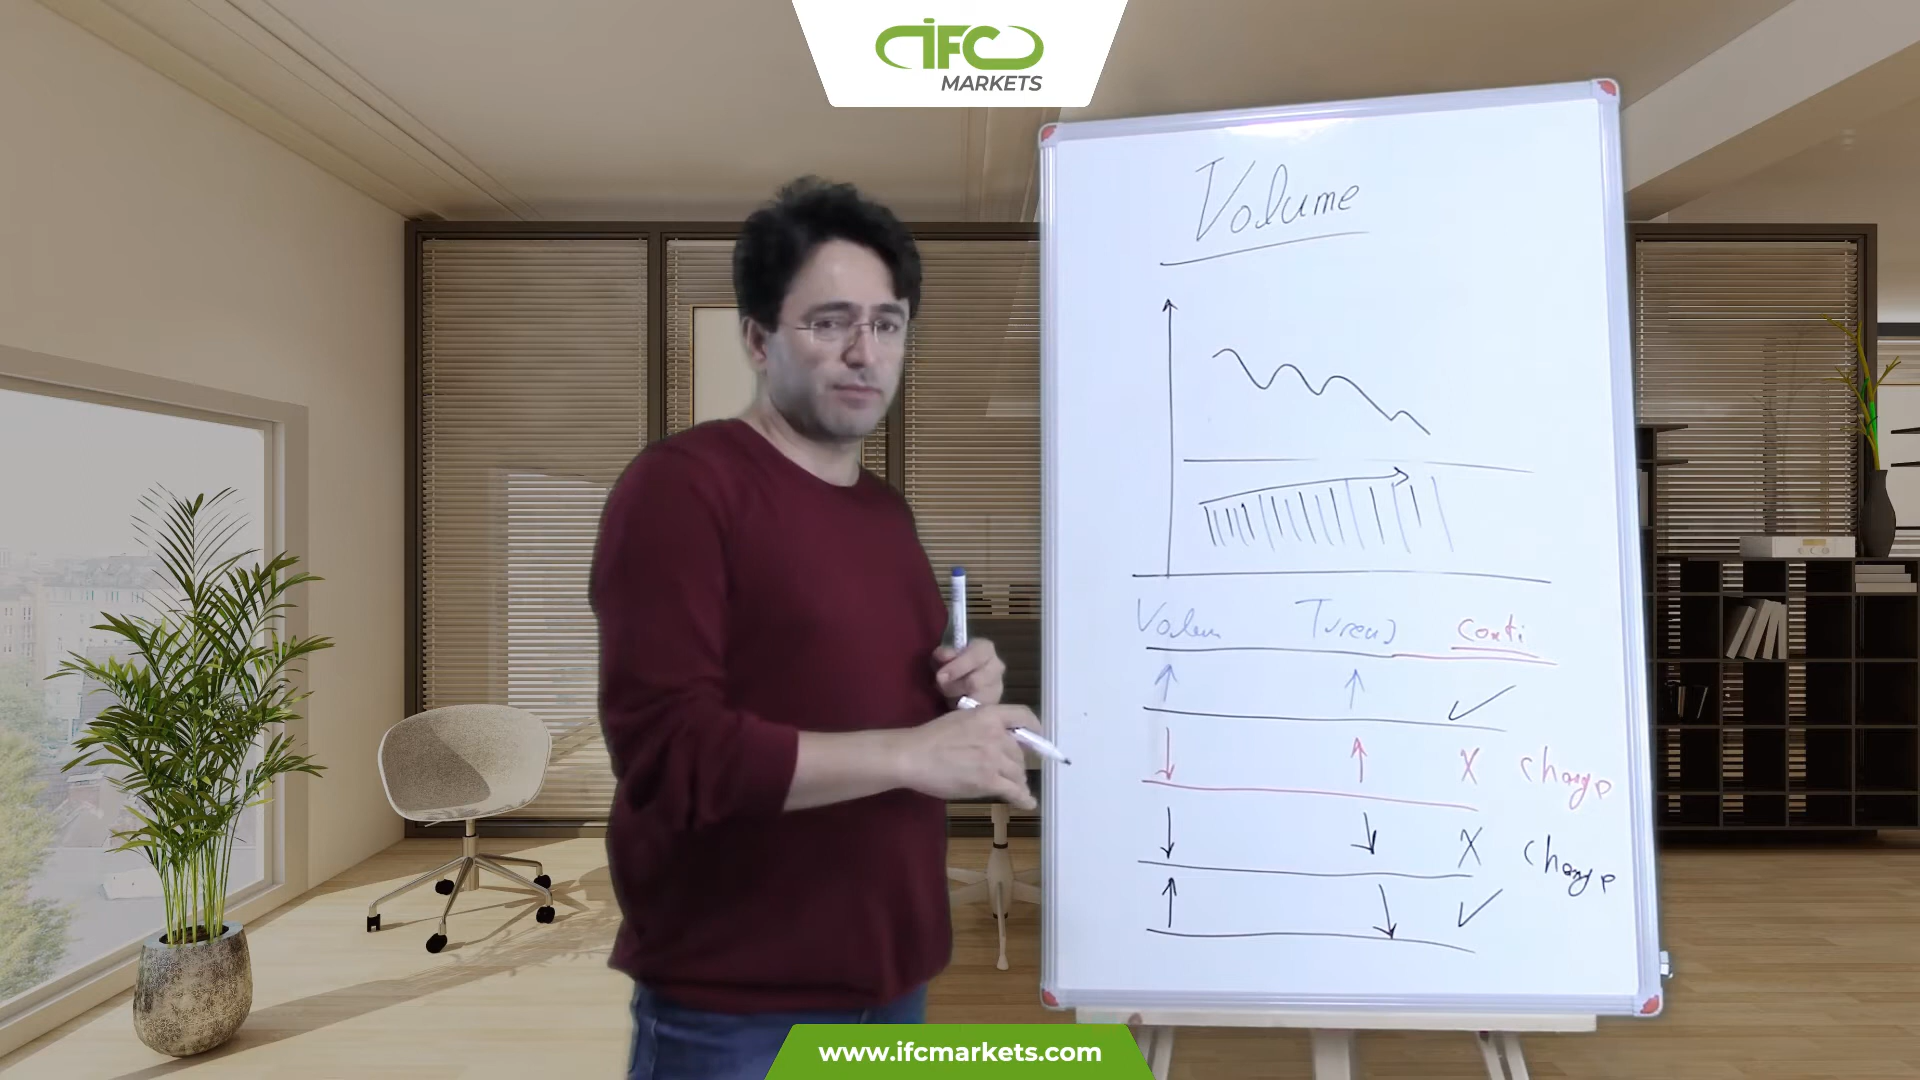 iFC
MARKETS
Volume
Volum Trend Conti
↑ ↑ ✓
↓ ↑ X change
↓ ↓ X change
↑ ↓ ✓
www.ifcmarkets.com